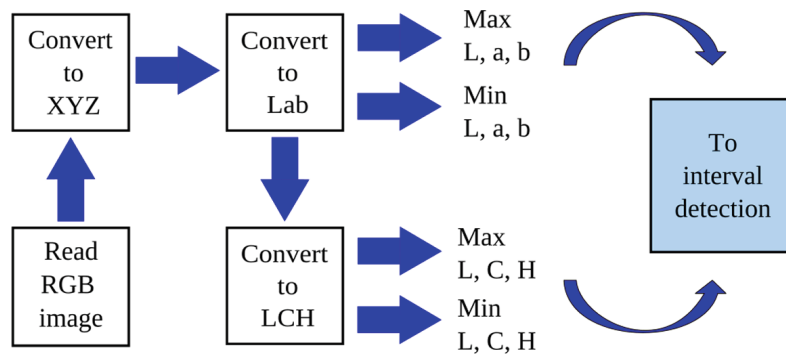 Convert
to
XYZ
Convert
to
Lab
Max
L, a, b
Min
L, a, b
To
interval
detection
Read
RGB
image
Convert
to
LCH
Max
L, C, H
Min
L, C, H